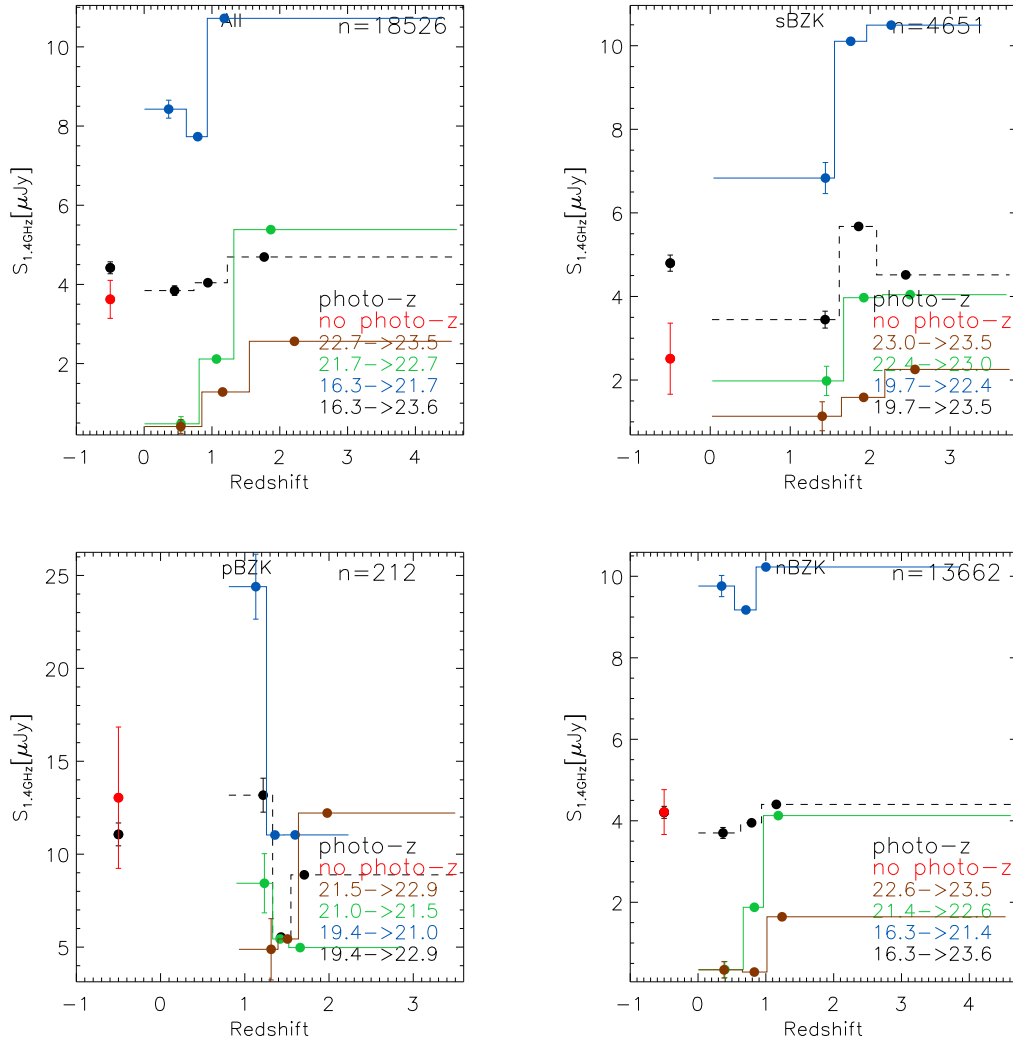 All
n=18526
10
8
6
4
2
S1.4GHz[μJy]
photo-z
no photo-z
22.7->23.5
21.7->22.7
16.3->21.7
16.3->23.6
-1 0 1 2 3 4
Redshift
sBZK
n=4651
10
8
6
4
2
S1.4GHz[μJy]
photo-z
no photo-z
23.0->23.5
22.4->23.0
19.7->22.4
19.7->23.5
-1 0 1 2 3
Redshift
pBZK
n=212
25
20
15
10
5
S1.4GHz[μJy]
photo-z
no photo-z
21.5->22.9
21.0->21.5
19.4->21.0
19.4->22.9
-1 0 1 2 3
Redshift
nBZK
n=13662
10
8
6
4
2
S1.4GHz[μJy]
photo-z
no photo-z
22.6->23.5
21.4->22.6
16.3->21.4
16.3->23.6
-1 0 1 2 3 4
Redshift